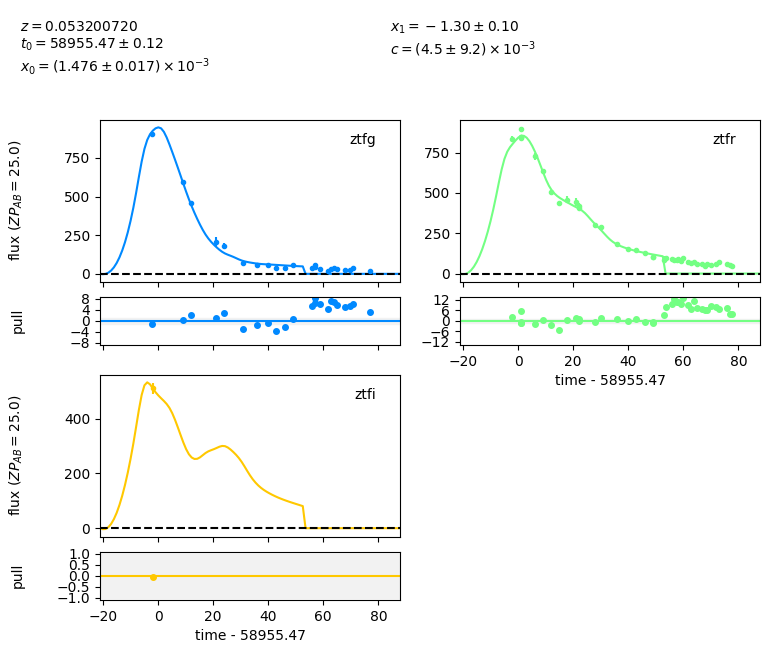 z = 0.053200720
t₀ = 58955.47 ± 0.12
x₀ = (1.476 ± 0.017) × 10⁻³
x₁ = −1.30 ± 0.10
c = (4.5 ± 9.2) × 10⁻³
ztfg
flux (ZP_AB = 25.0)
750
500
250
0
pull
8
4
0
−4
−8
ztfr
750
500
250
0
12
6
0
−6
−12
−20 0 20 40 60 80
time - 58955.47
ztfi
flux (ZP_AB = 25.0)
400
200
0
pull
1.0
0.5
0.0
−0.5
−1.0
−20 0 20 40 60 80
time - 58955.47